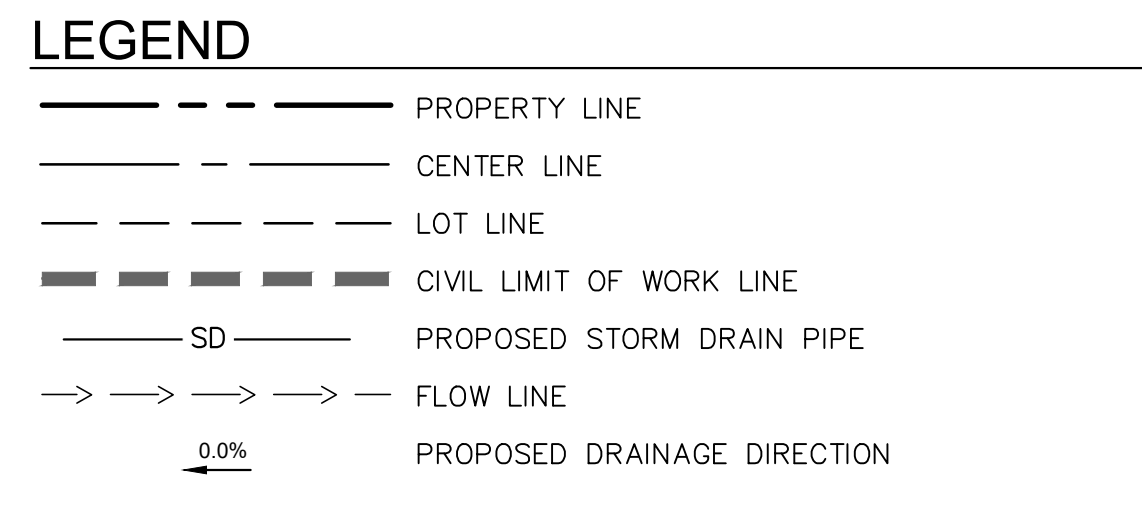 LEGEND
PROPERTY LINE
CENTER LINE
LOT LINE
CIVIL LIMIT OF WORK LINE
SD PROPOSED STORM DRAIN PIPE
FLOW LINE
0.0% PROPOSED DRAINAGE DIRECTION